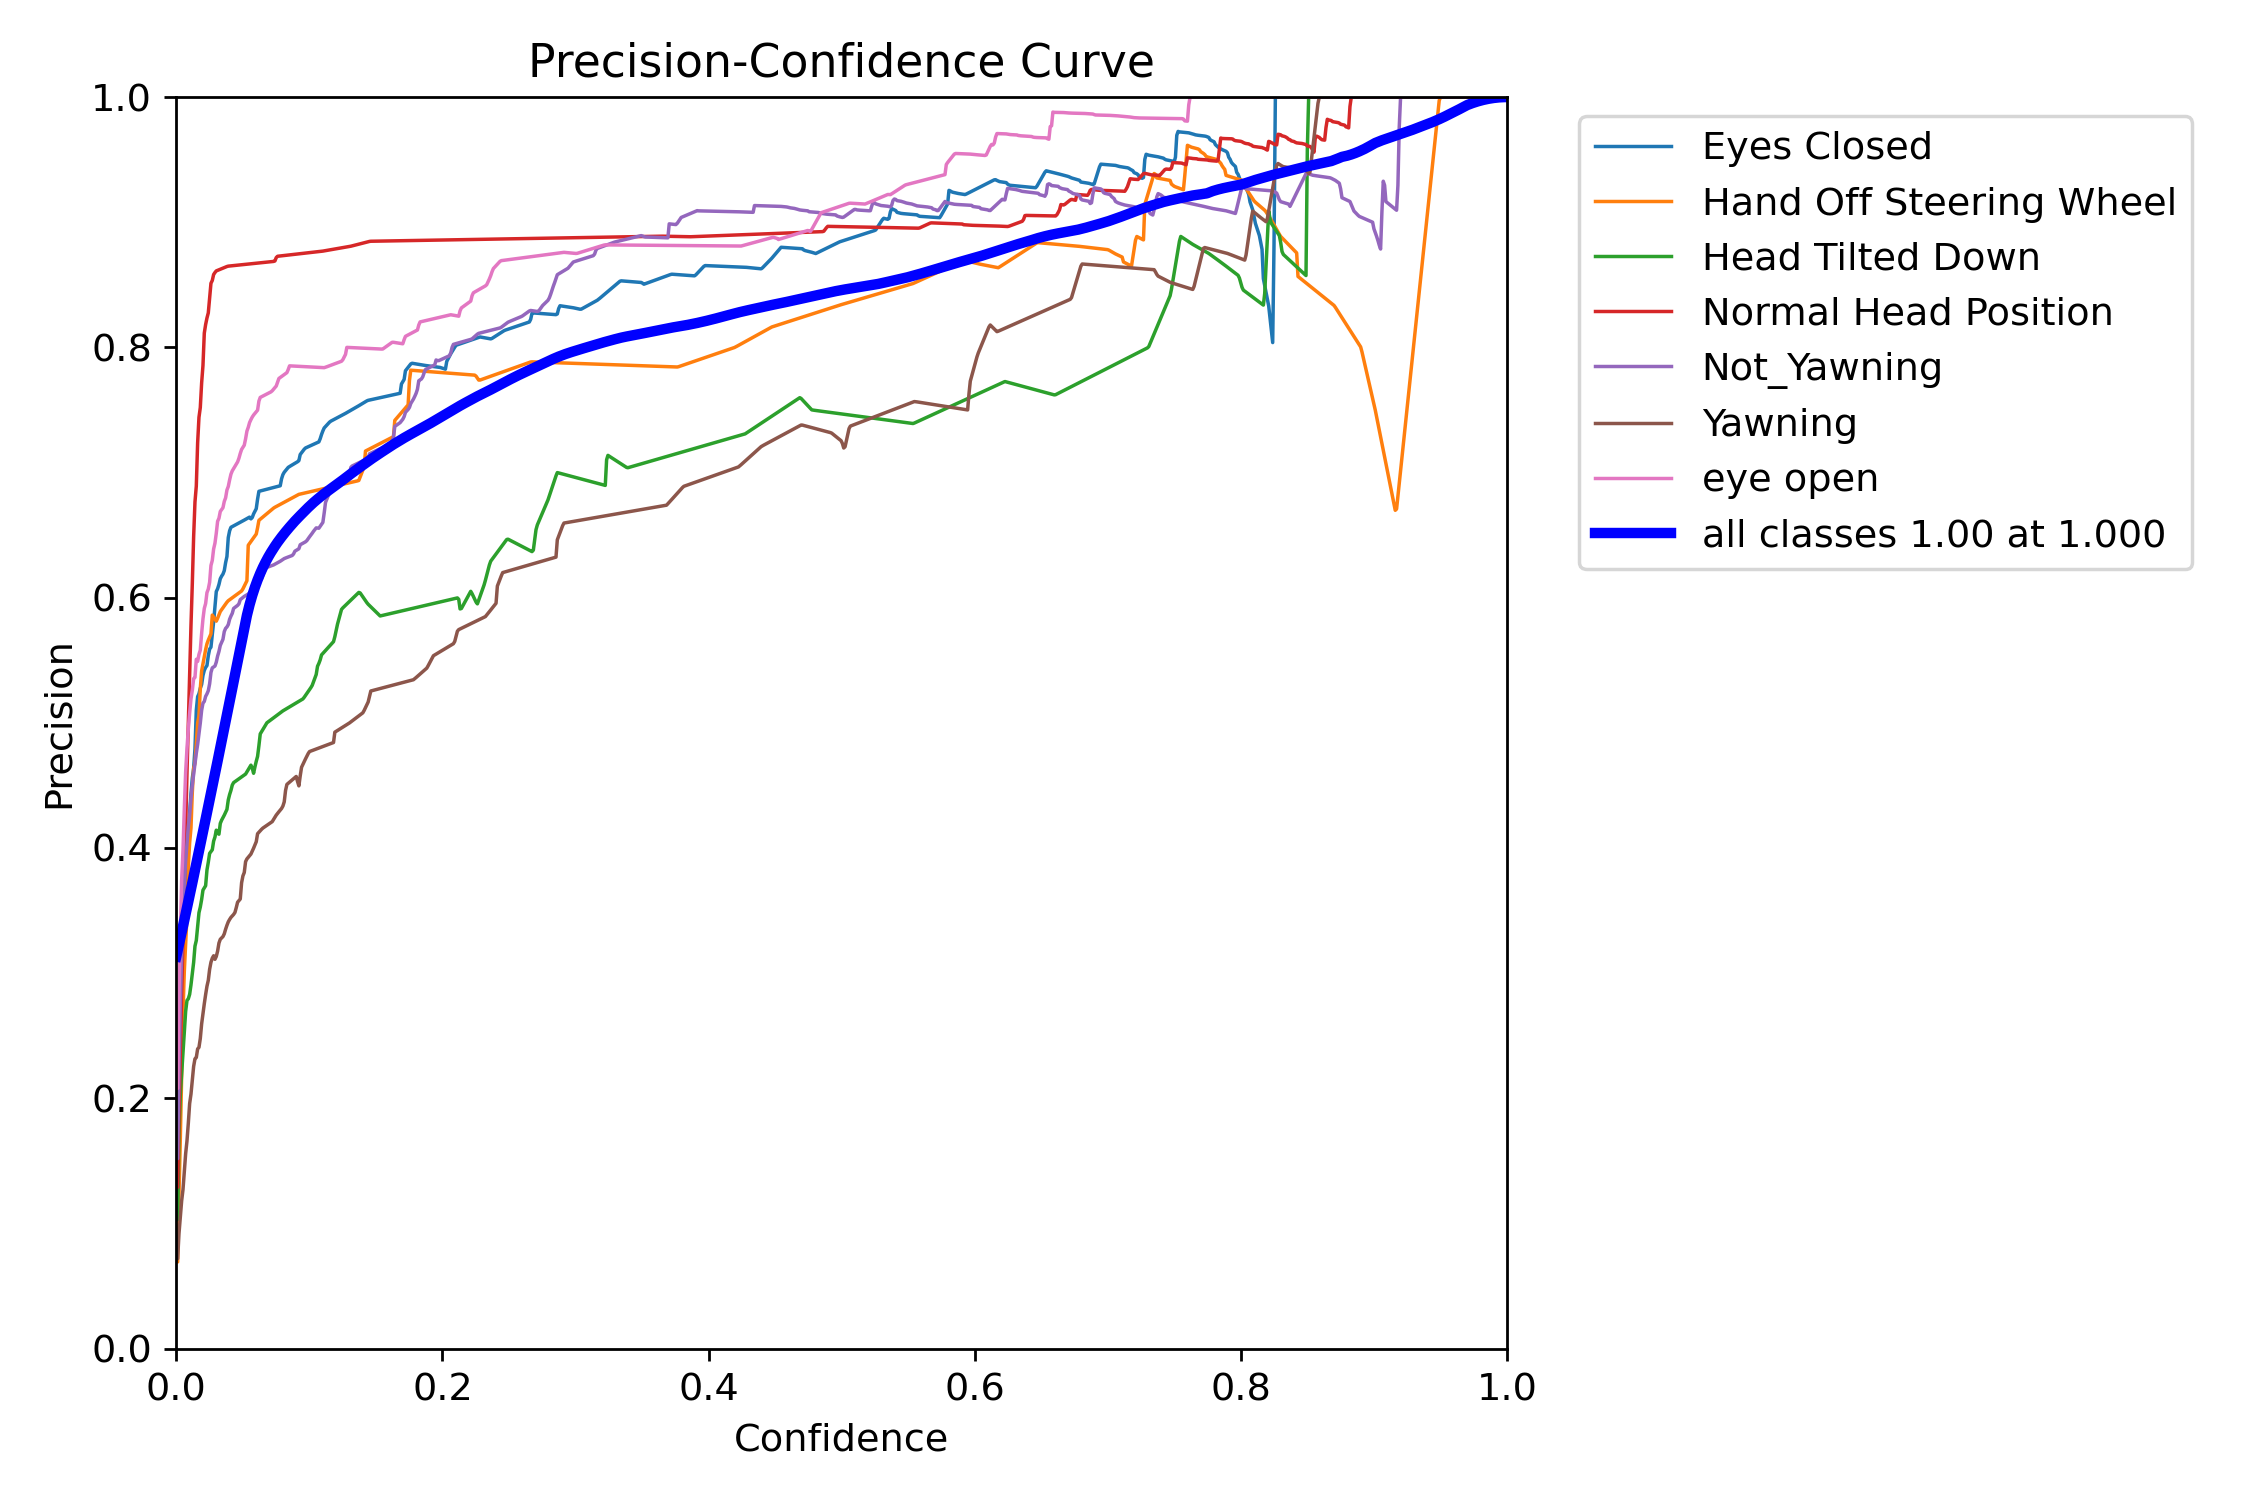 Precision-Confidence Curve
1.0
0.8
0.6
0.4
0.2
0.0
Precision
0.0 0.2 0.4 0.6 0.8 1.0
Confidence
Eyes Closed
Hand Off Steering Wheel
Head Tilted Down
Normal Head Position
Not_Yawning
Yawning
eye open
all classes 1.00 at 1.000